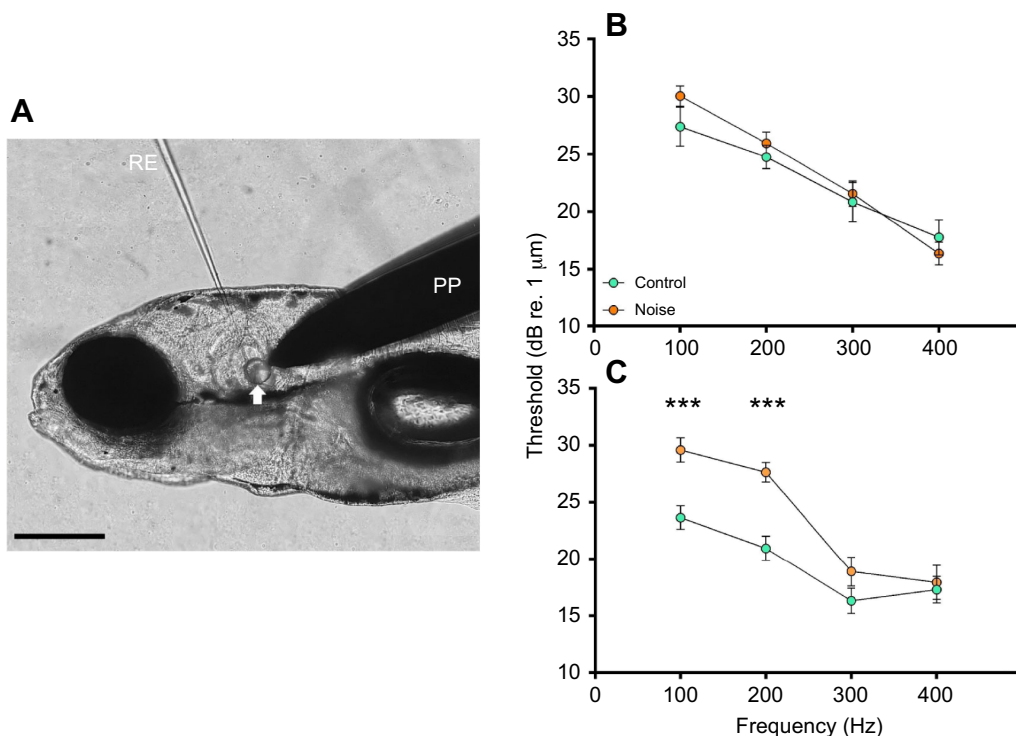 A
RE
PP
B
35
30
25
20
15
10
Control
Noise
0 100 200 300 400
Threshold (dB re. 1 μm)
C
35
*** ***
30
25
20
15
10
0 100 200 300 400
Frequency (Hz)